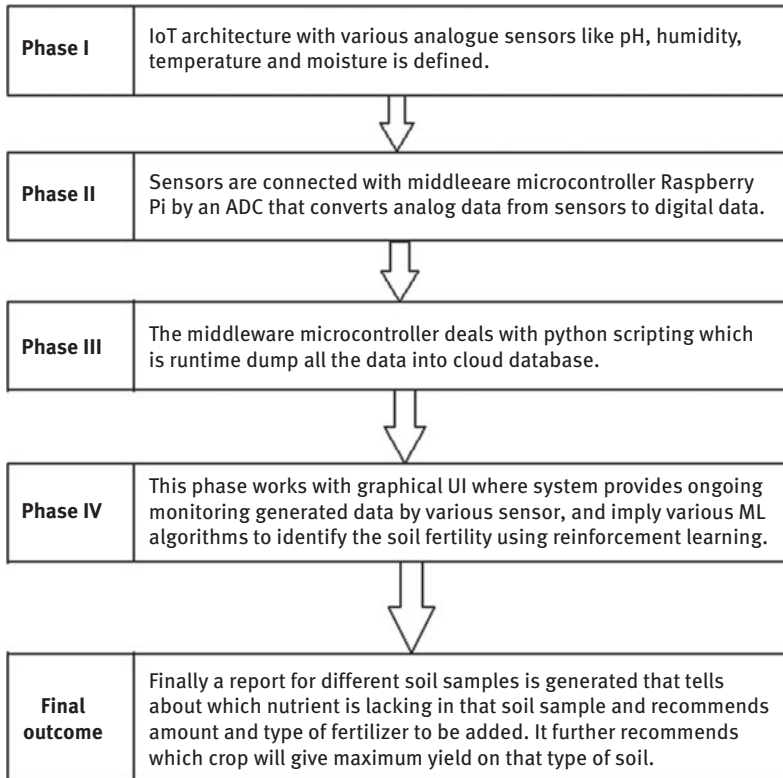 Phase I
IoT architecture with various analogue sensors like pH, humidity,
temperature and moisture is defined.
Phase II
Sensors are connected with middeeare microcontroller Raspberry
Pi by an ADC that converts analog data from sensors to digital data.
Phase III
The middleware microcontroller deals with python scripting which
is runtime dump all the data into cloud database.
Phase IV
This phase works with graphical UI where system provides ongoing
monitoring generated data by various sensor, and imply various ML
algorithms to identify the soil fertility using reinforcement learning.
Final
outcome
Finally a report for different soil samples is generated that tells
about which nutrient is lacking in that soil sample and recommends
amount and type of fertilizer to be added. It further recommends
which crop will give maximum yield on that type of soil.